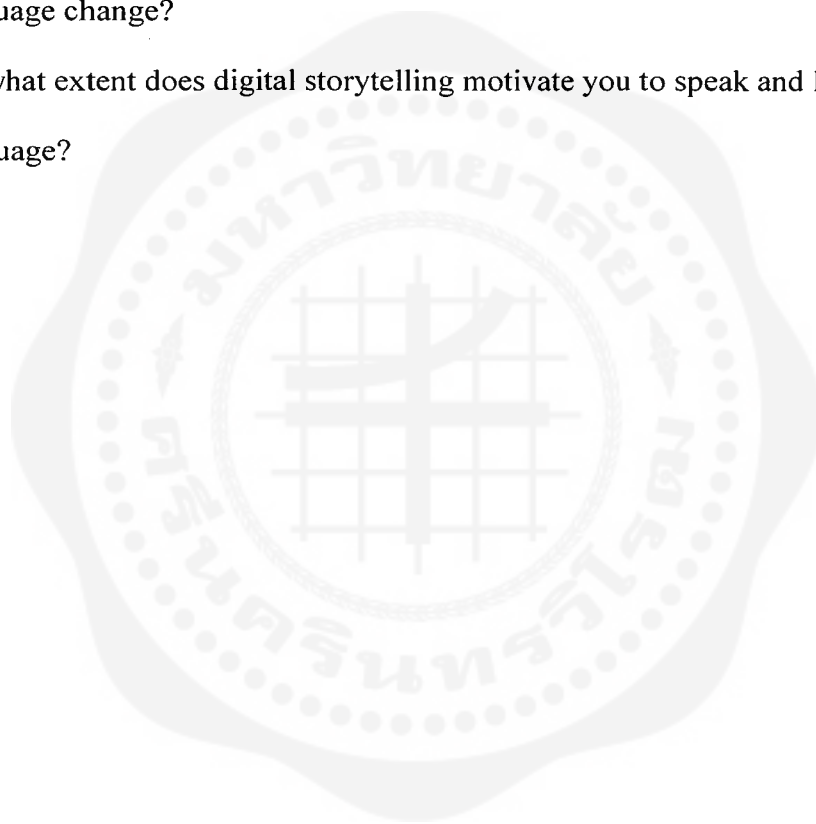 uage change?
what extent does digital storytelling motivate you to speak and l
uage?
มหาวิทยาลัย
ศรีนครินทรวิโรฒ